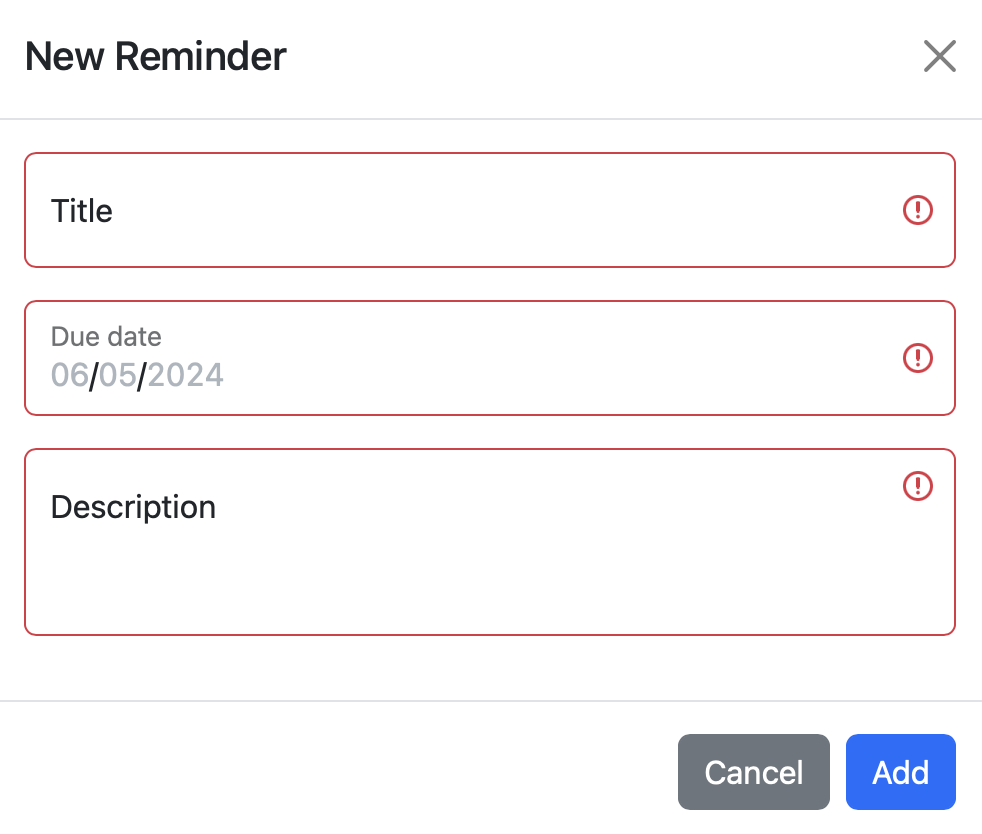 New Reminder
Title
Due date
06/05/2024
Description
Cancel Add